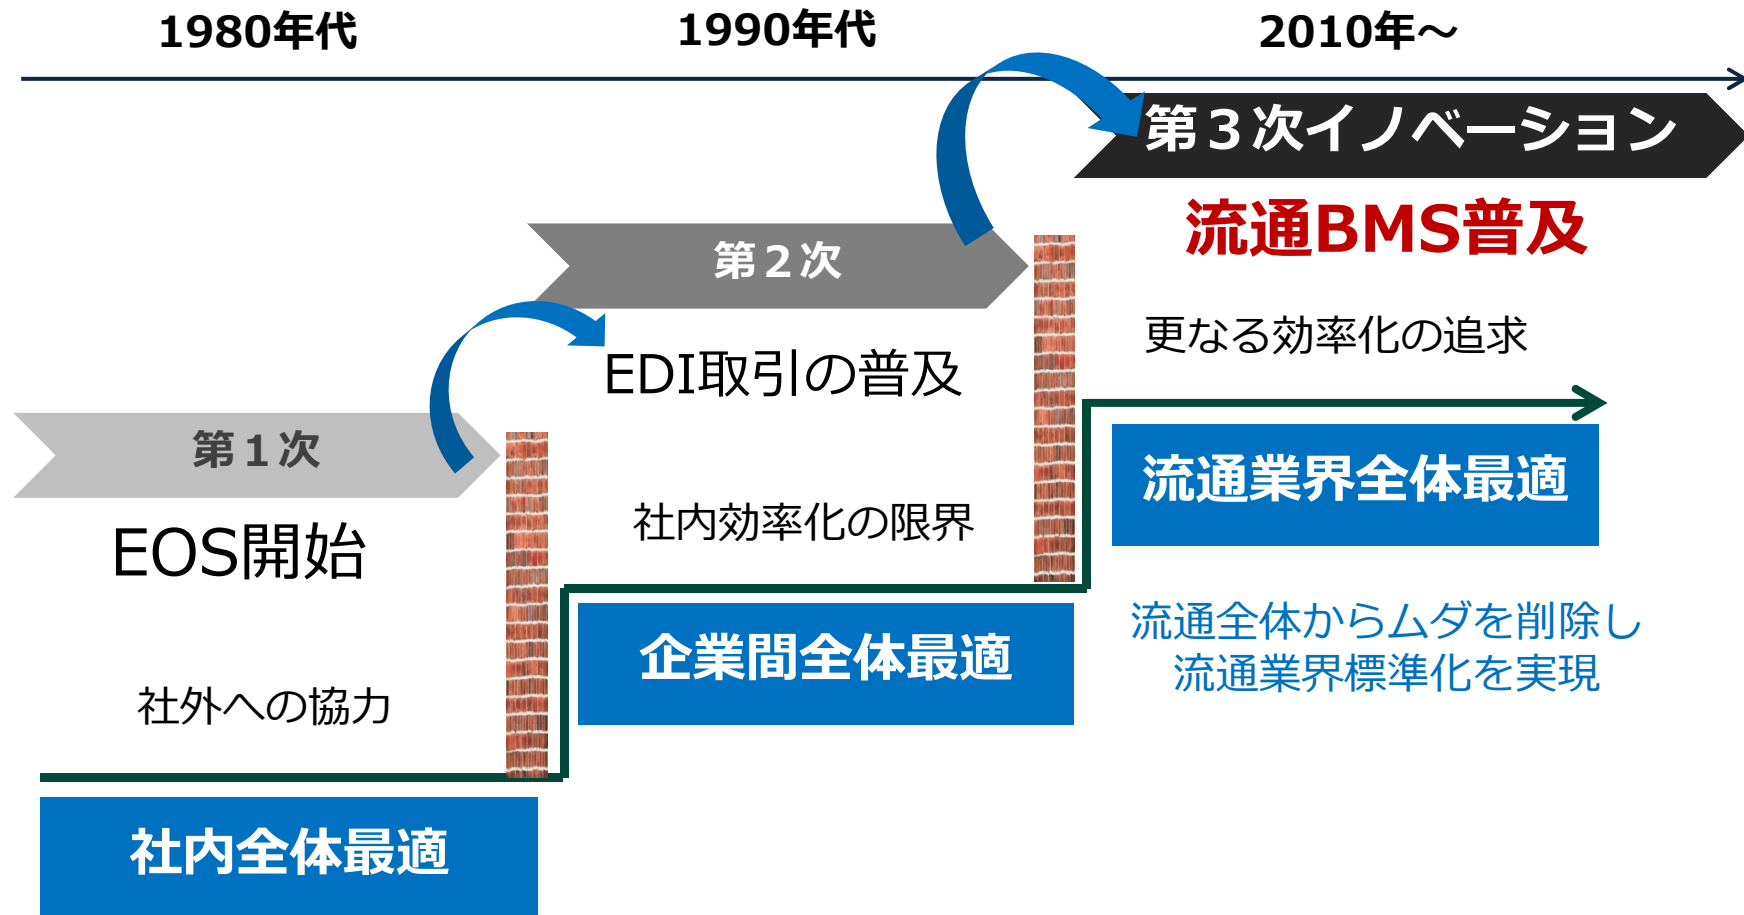 1980年代
1990年代
2010年～
第３次イノベーション
流通BMS普及
第２次
更なる効率化の追求
EDI取引の普及
第１次
流通業界全体最適
社内効率化の限界
EOS開始
流通全体からムダを削除し
流通業界標準化を実現
企業間全体最適
社外への協力
社内全体最適